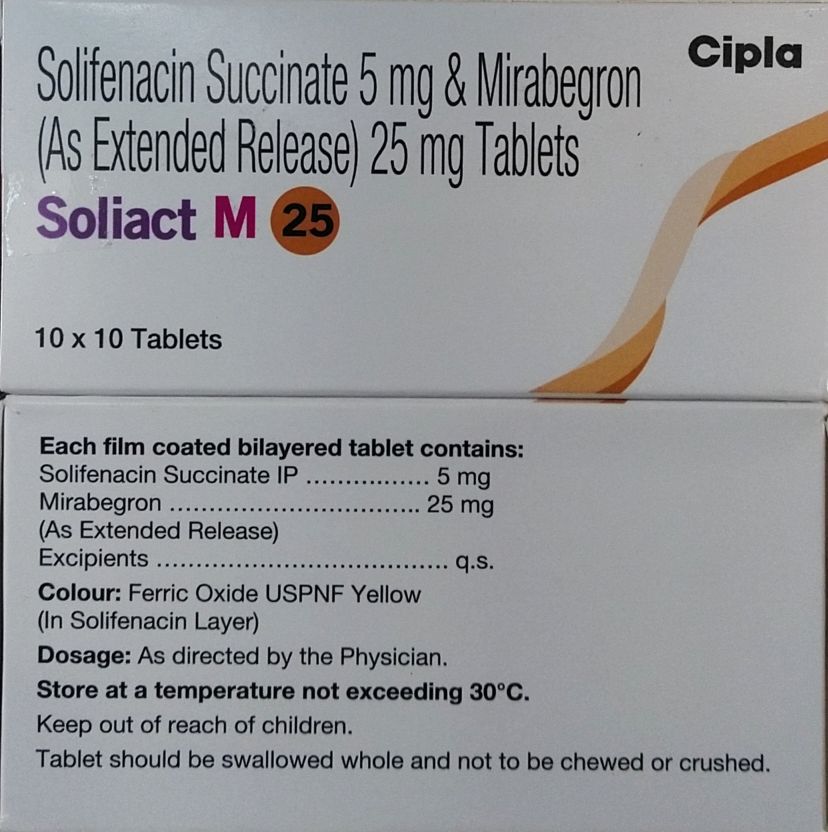 Cipla
Solifenacin Succinate 5 mg & Mirabegron
(As Extended Release) 25 mg Tablets
Soliact M 25
10 x 10 Tablets
Each film coated bilayered tablet contains:
Solifenacin Succinate IP ................ 5 mg
Mirabegron ................................ 25 mg
(As Extended Release)
Excipients ..................................... q.s.
Colour: Ferric Oxide USPNF Yellow
(In Solifenacin Layer)
Dosage: As directed by the Physician.
Store at a temperature not exceeding 30°C.
Keep out of reach of children.
Tablet should be swallowed whole and not to be chewed or crushed.